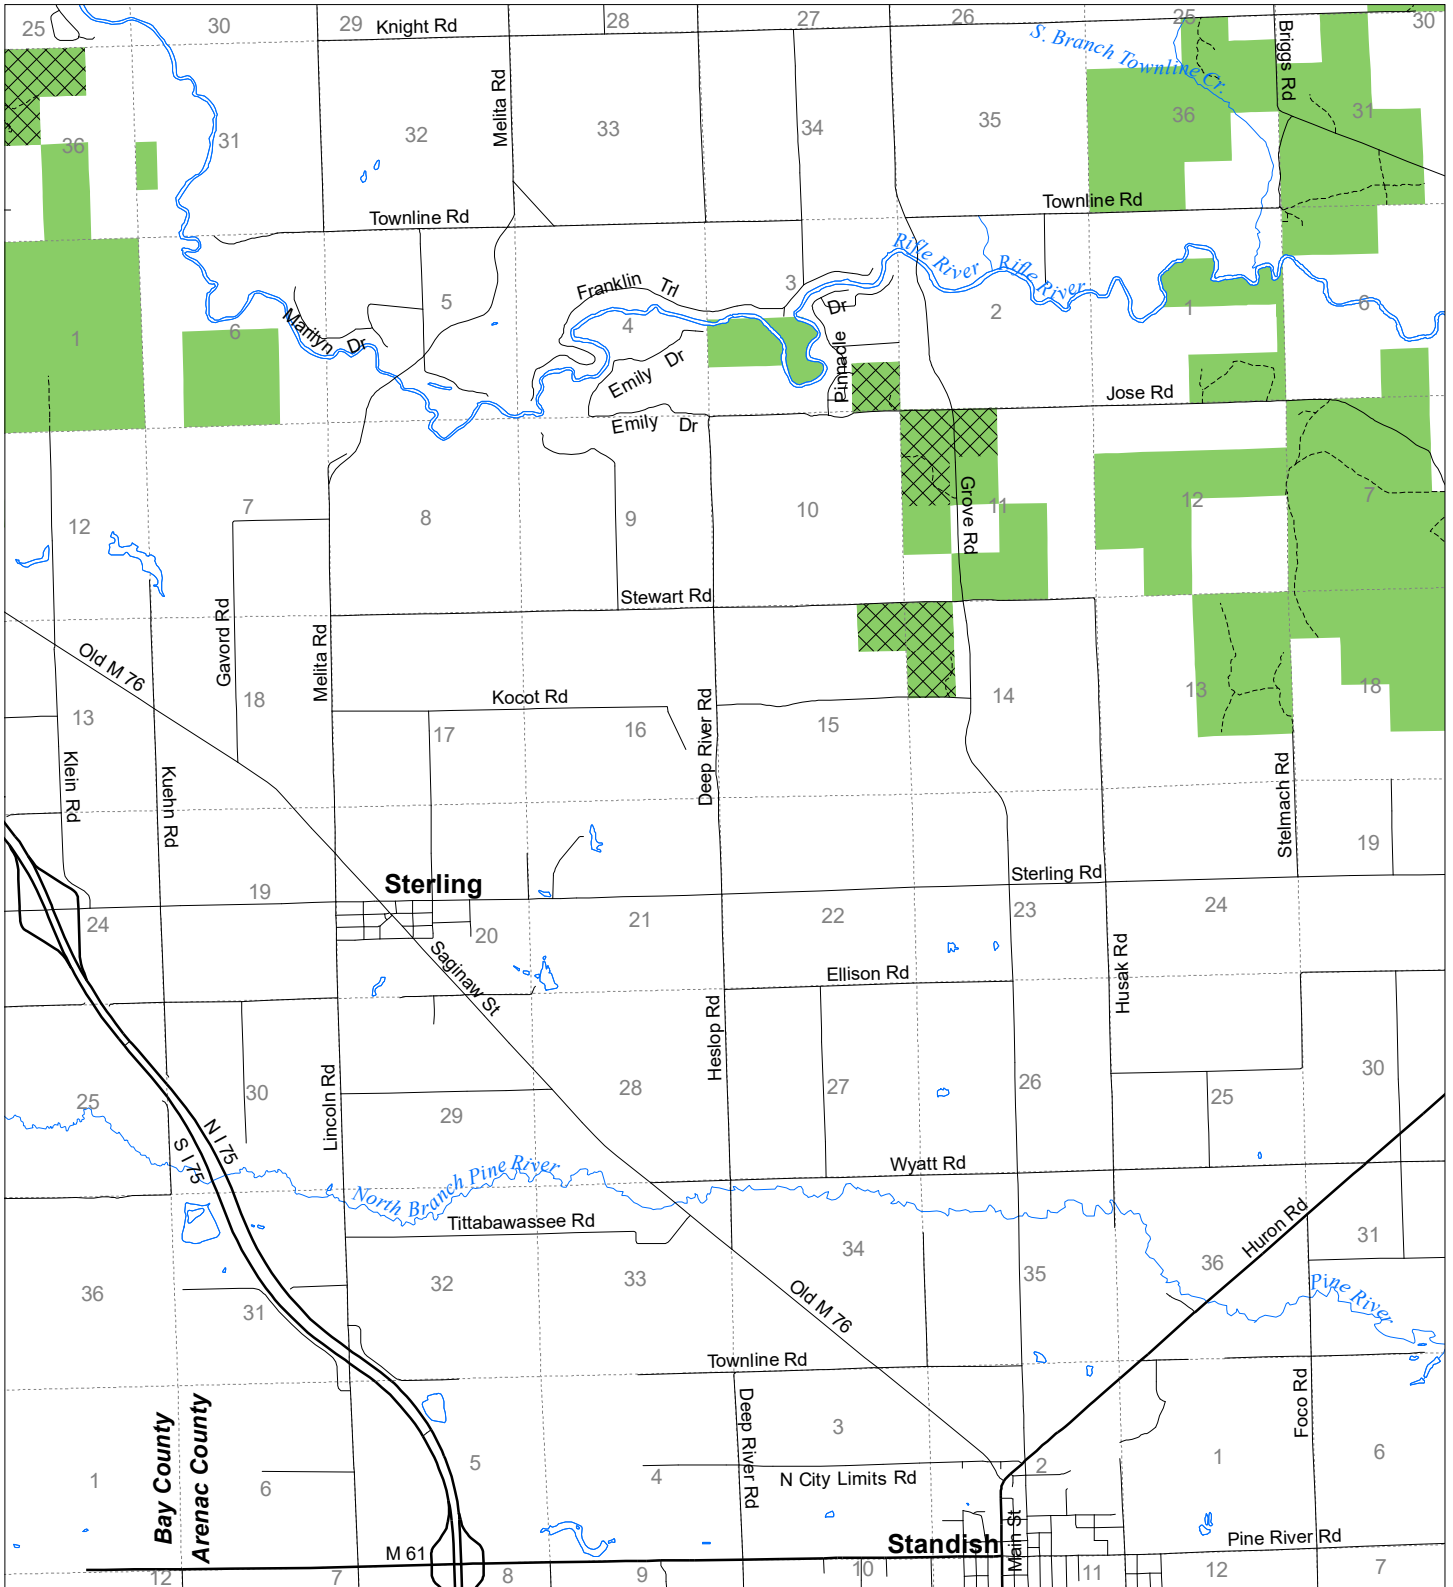 25
30
29
Knight Rd
28
27
26
25
30
S. Branch Townline Cr.
Briggs Rd
Melita Rd
36
31
32
33
34
35
36
31
Townline Rd
Townline Rd
Rifle River
Rifle River
Franklin Trl
3
Dr
Pinnacle
1
6
5
4
2
1
6
Marilyn Dr
Emily Dr
Emily Dr
Jose Rd
12
7
8
9
10
Grove Rd
11
12
7
Stewart Rd
Gavord Rd
Melita Rd
Old M 76
Kocot Rd
Deep River Rd
13
18
17
16
15
14
13
18
Klein Rd
Kuehn Rd
Stelmach Rd
19
Sterling
Sterling Rd
24
19
20
21
22
23
24
Saginaw St
Ellison Rd
Heslop Rd
Husak Rd
Lincoln Rd
25
30
29
28
27
26
25
30
N I 75
S I 75
North Branch Pine River
Wyatt Rd
Tittabawassee Rd
Huron Rd
36
31
32
33
34
35
36
31
Pine River
Old M 76
Townline Rd
Deep River Rd
Foco Rd
Bay County
Arenac County
1
6
5
4
3
2
1
6
N City Limits Rd
M 61
Standish
Main St
Pine River Rd
12
7
8
9
10
11
12
7